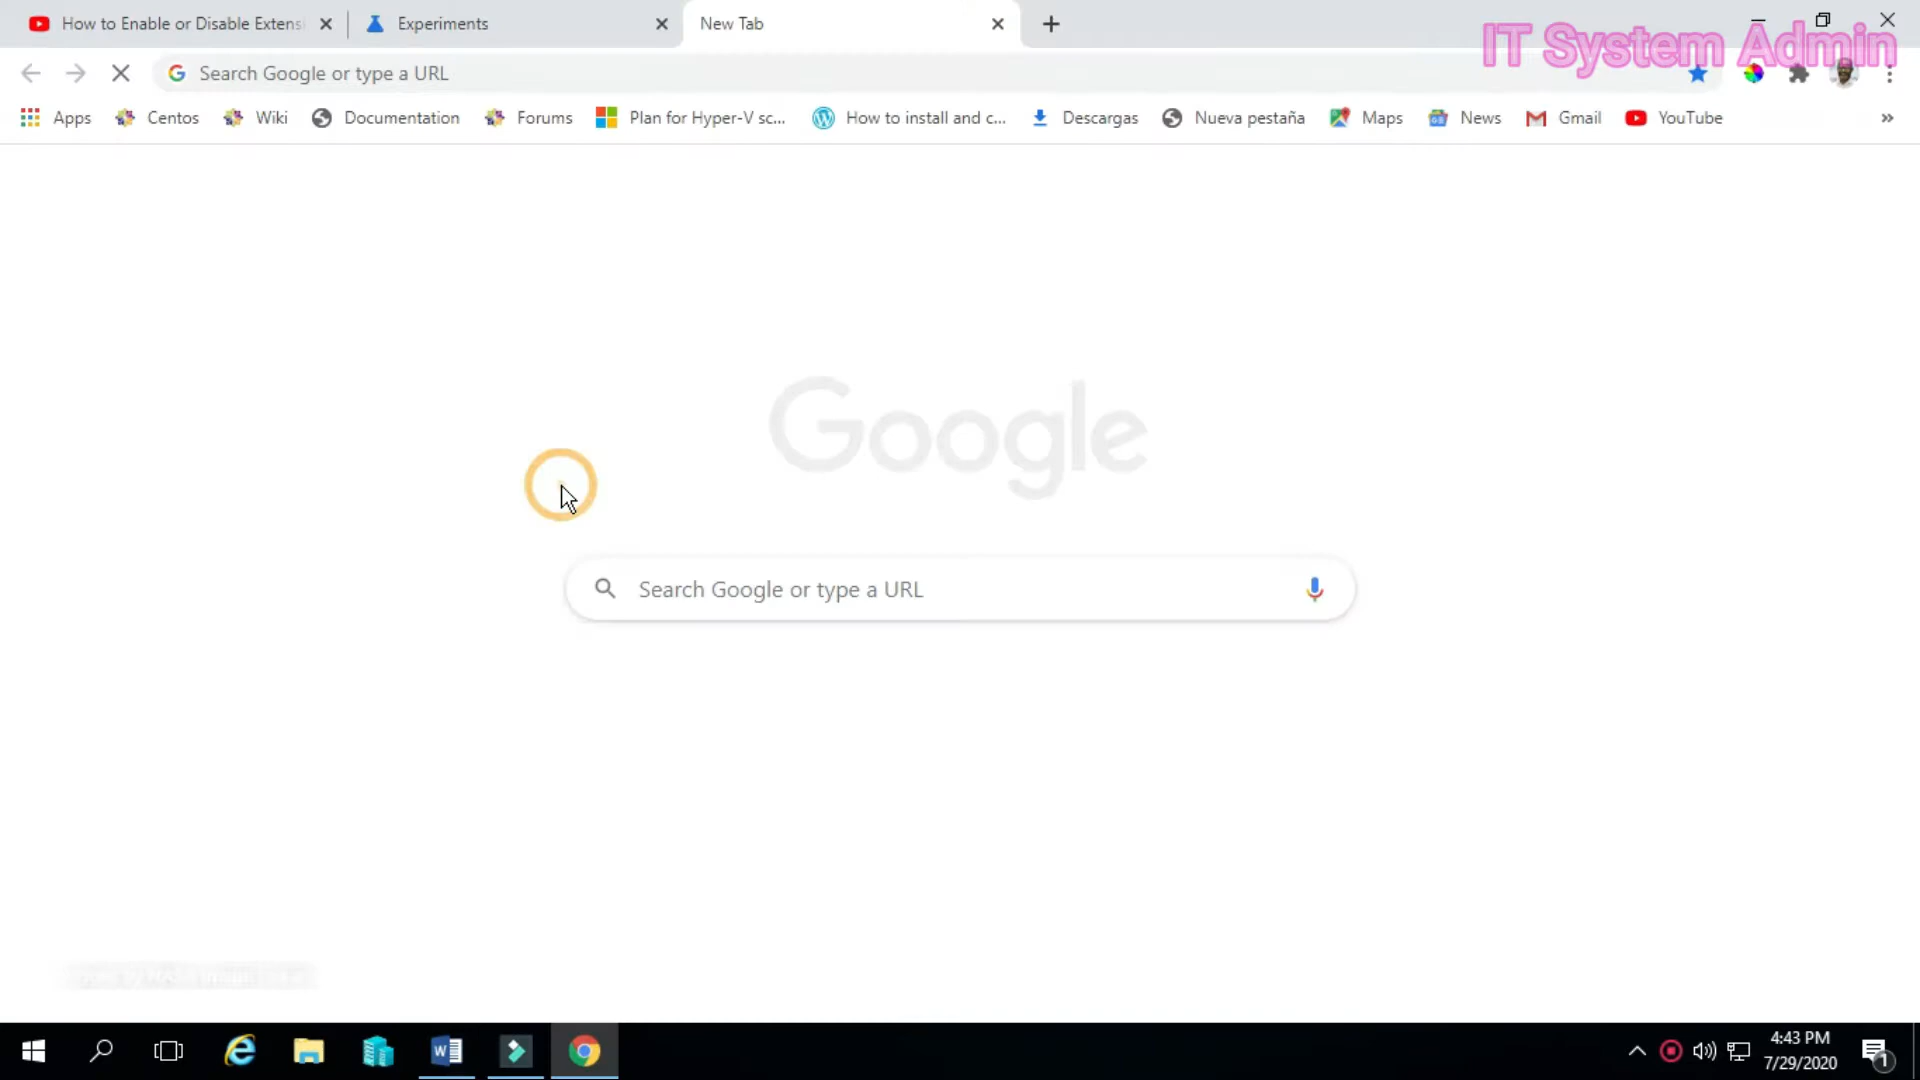 How to Enable or Disable Extensi
Experiments
New Tab
IT System Admin
Search Google or type a URL
Apps
Centos
Wiki
Documentation
Forums
Plan for Hyper-V sc...
How to install and c...
Descargas
Nueva pestaña
Maps
News
Gmail
YouTube
»
Google
Search Google or type a URL
4:43 PM
7/29/2020
1